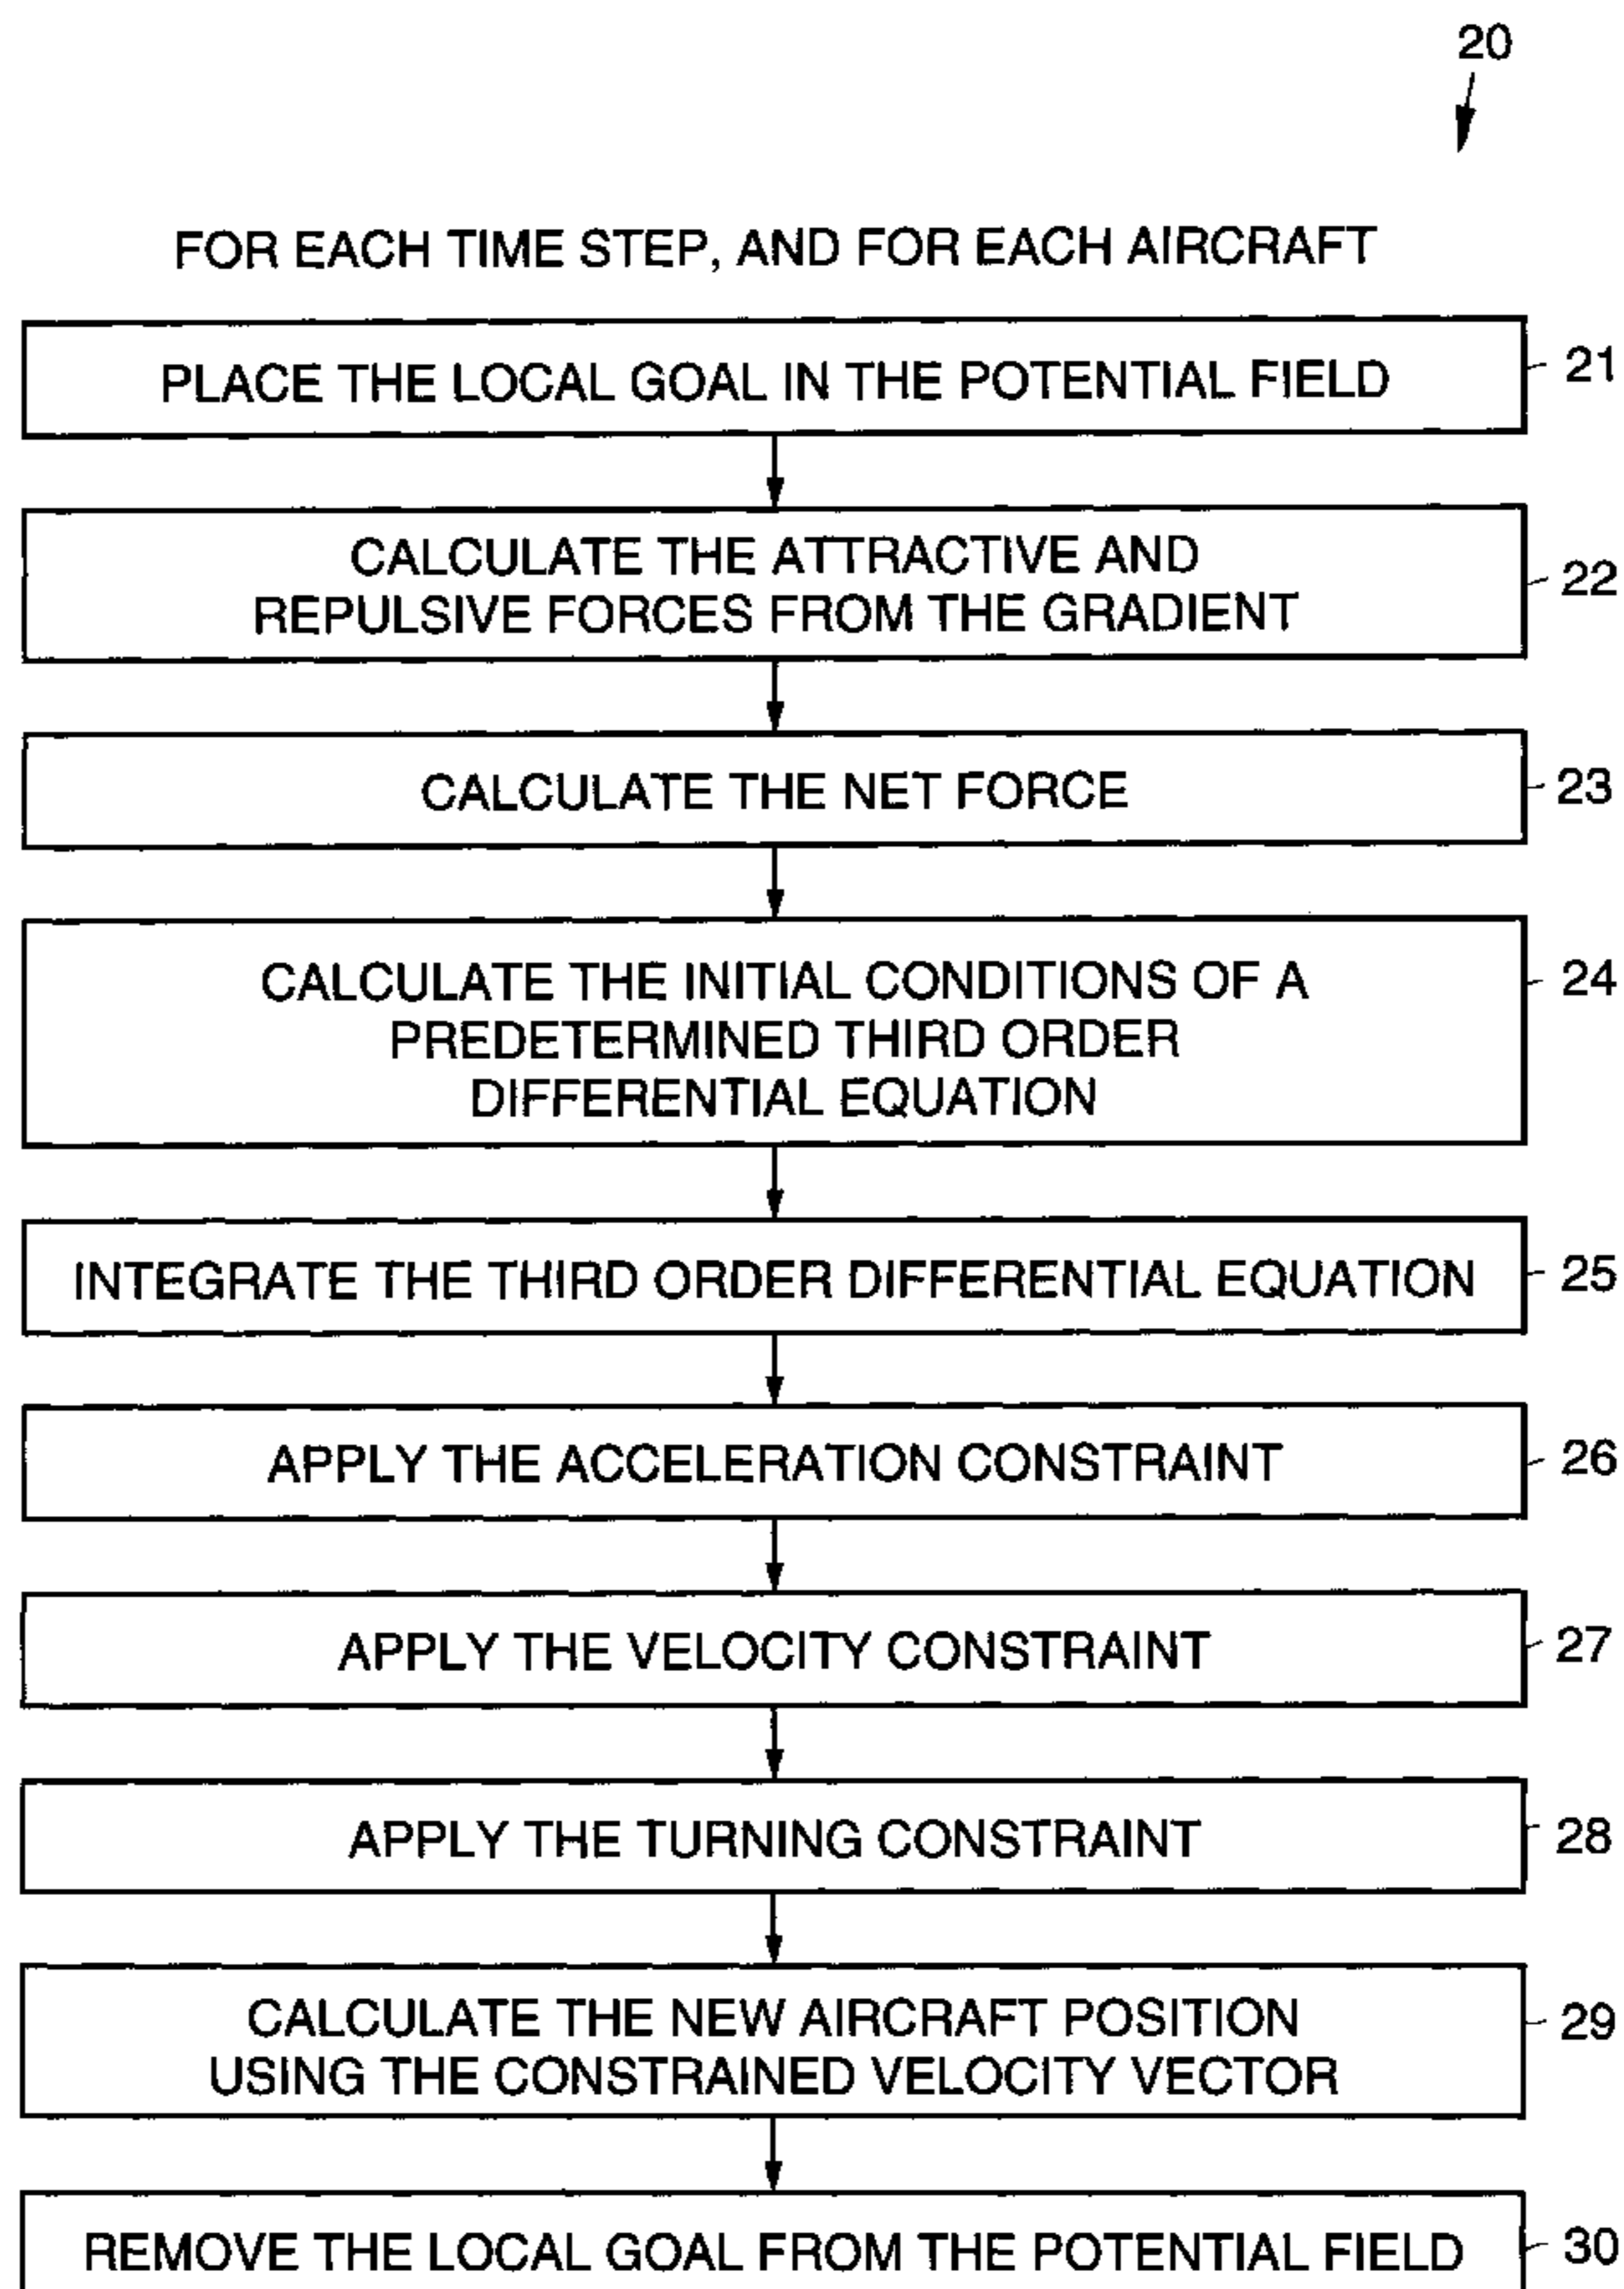 20
FOR EACH TIME STEP, AND FOR EACH AIRCRAFT
PLACE THE LOCAL GOAL IN THE POTENTIAL FIELD
21
CALCULATE THE ATTRACTIVE AND
REPULSIVE FORCES FROM THE GRADIENT
22
CALCULATE THE NET FORCE
23
CALCULATE THE INITIAL CONDITIONS OF A
PREDETERMINED THIRD ORDER
DIFFERENTIAL EQUATION
24
INTEGRATE THE THIRD ORDER DIFFERENTIAL EQUATION
25
APPLY THE ACCELERATION CONSTRAINT
26
APPLY THE VELOCITY CONSTRAINT
27
APPLY THE TURNING CONSTRAINT
28
CALCULATE THE NEW AIRCRAFT POSITION
USING THE CONSTRAINED VELOCITY VECTOR
29
REMOVE THE LOCAL GOAL FROM THE POTENTIAL FIELD
30